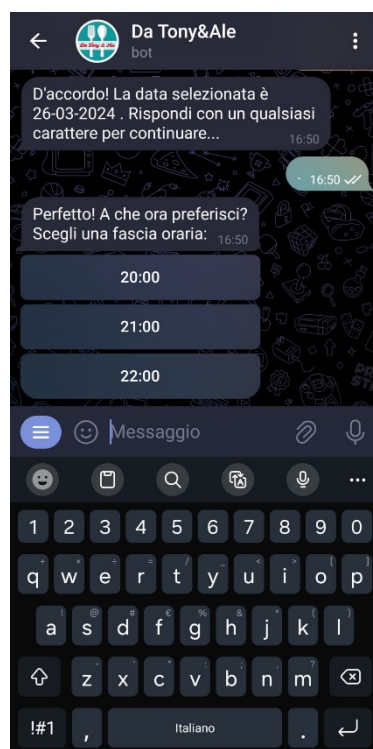 Da Tony&Ale
bot
D'accordo! La data selezionata è
26-03-2024 . Rispondi con un qualsiasi
carattere per continuare...
16:50
. 16:50
Perfetto! A che ora preferisci?
Scegli una fascia oraria: 16:50
20:00
21:00
22:00
Messaggio
1 2 3 4 5 6 7 8 9 0
q w e r t y u i o p
a s d f g h j k l
z x c v b n m
!#1 , Italiano .